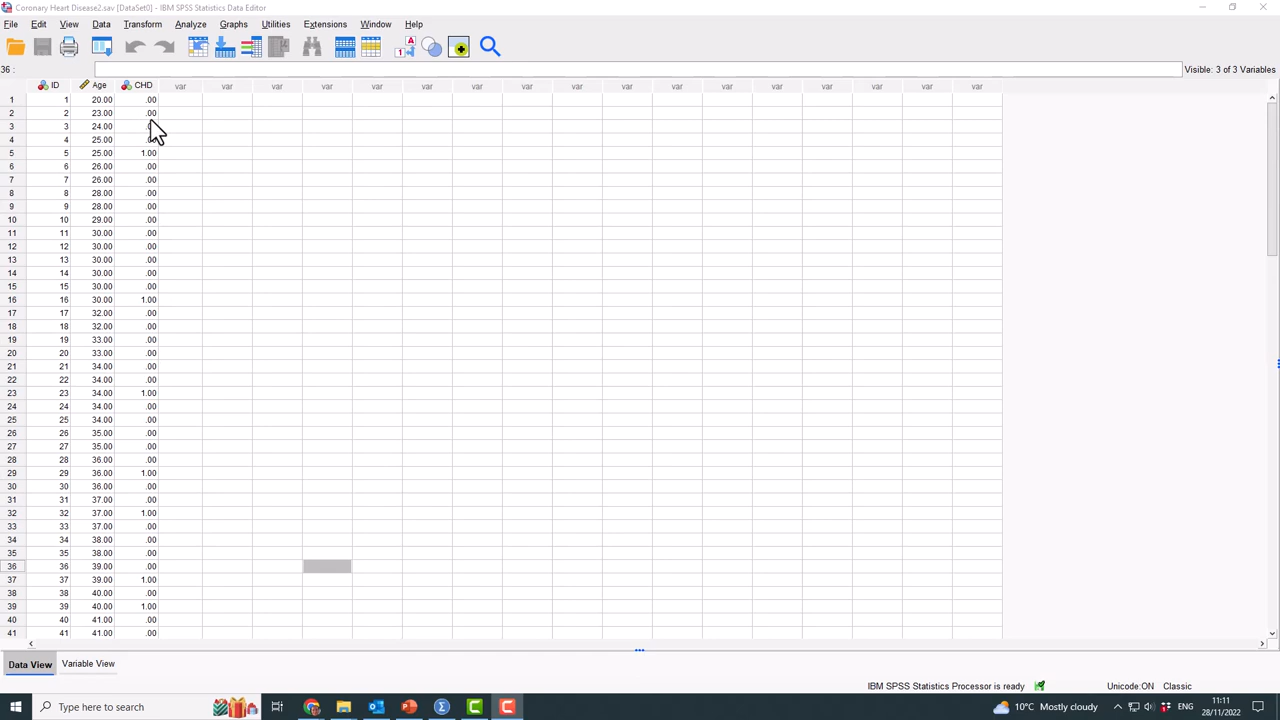 Coronary Heart Disease2.sav [DataSet0] - IBM SPSS Statistics Data Editor
File Edit View Data Transform Analyze Graphs Utilities Extensions Window Help
36 : Visible: 3 of 3 Variables
ID Age CHD var var var var var var var var var var var var var var var var var
1 1 20.00 .00
2 2 23.00 .00
3 3 24.00
4 4 25.00
5 5 25.00 1.00
6 6 26.00 .00
7 7 26.00 .00
8 8 28.00 .00
9 9 28.00 .00
10 10 29.00 .00
11 11 30.00 .00
12 12 30.00 .00
13 13 30.00 .00
14 14 30.00 .00
15 15 30.00 .00
16 16 30.00 1.00
17 17 32.00 .00
18 18 32.00 .00
19 19 33.00 .00
20 20 33.00 .00
21 21 34.00 .00
22 22 34.00 .00
23 23 34.00 1.00
24 24 34.00 .00
25 25 34.00 .00
26 26 35.00 .00
27 27 35.00 .00
28 28 36.00 .00
29 29 36.00 1.00
30 30 36.00 .00
31 31 37.00 .00
32 32 37.00 1.00
33 33 37.00 .00
34 34 38.00 .00
35 35 38.00 .00
36 36 39.00 .00
37 37 39.00 1.00
38 38 40.00 .00
39 39 40.00 1.00
40 40 41.00 .00
41 41 41.00 .00
Data View Variable View
IBM SPSS Statistics Processor is ready Unicode:ON Classic
Type here to search 10°C Mostly cloudy 11:11
28/11/2022